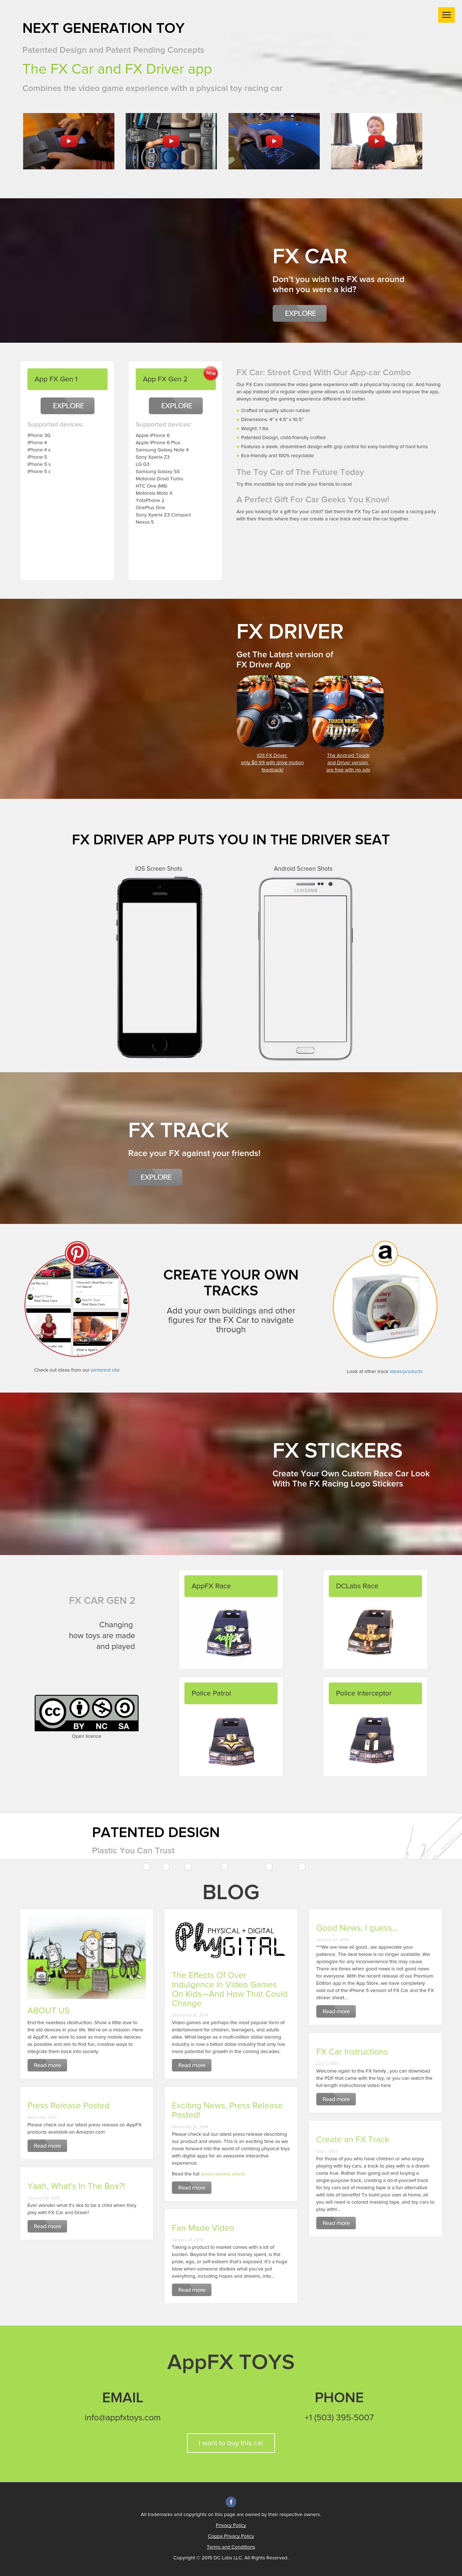 NEXT GENERATION TOY
Patented Design and Patent Pending Concepts
The FX Car and FX Driver app
Combines the video game experience with a physical toy racing car
FX CAR
Don't you wish the FX was around
when you were a kid?
EXPLORE
App FX Gen 1
EXPLORE
Supported devices:
iPhone 3G
iPhone 4
iPhone 4 s
iPhone 5
iPhone 5 s
iPhone 5 c
App FX Gen 2
NEW
EXPLORE
Supported devices:
Apple iPhone 6
Apple iPhone 6 Plus
Samsung Galaxy Note 4
Sony Xperia Z3
LG G3
Samsung Galaxy S5
Motorola Droid Turbo
HTC One (M8)
Motorola Moto X
YotaPhone 2
OnePlus One
Sony Xperia Z3 Compact
Nexus 5
FX Car: Street Cred With Our App-car Combo
Our FX Cars combines the video game experience with a physical toy racing car. And having
an app instead of a regular video game allows us to constantly update and improve the app,
always making the gaming experience different and better.
Crafted of quality silicon rubber
Dimensions: 4" x 4.5" x 10.5"
Weight: 1 lbs
Patented Design, child-friendly crafted
Features a sleek, streamlined design with grip control for easy handling of hard turns
Eco-friendly and 100% recyclable
The Toy Car of The Future Today
Try this incredible toy and invite your friends to race!
A Perfect Gift For Car Geeks You Know!
Are you looking for a gift for your child? Get them the FX Toy Car and create a racing party
with their friends where they can create a race track and race the car together.
FX DRIVER
Get The Latest version of
FX Driver App
TOUCH MODE
IOS FX Driver
only $0.99 with drive motion
feedback!
The Android Touch
and Driver version
are free with no ads
FX DRIVER APP PUTS YOU IN THE DRIVER SEAT
IOS Screen Shots
Android Screen Shots
SAMSUNG
FX TRACK
Race your FX against your friends!
EXPLORE
CREATE YOUR OWN
TRACKS
Add your own buildings and other
figures for the FX Car to navigate
through
Check out ideas from our pinterest site
a
Look at other track ideas/products
FX STICKERS
Create Your Own Custom Race Car Look
With The FX Racing Logo Stickers
FX CAR GEN 2
Changing
how toys are made
and played
cc
BY NC SA
Open licence
AppFX Race
DCLabs Race
Police Patrol
Police Interceptor
PATENTED DESIGN
Plastic You Can Trust
BLOG
ABOUT US
End the needless destruction. Show a little love to
the old devices in your life. We're on a mission: Here
at AppFX, we work to save as many mobile devices
as possible and aim to find fun, creative ways to
integrate them back into society.
Read more
Press Release Posted
Please check out our latest press release on AppFX
products available on Amazon.com
Read more
Yaah, What's In The Box?!
Ever wonder what it's like to be a child when they
play with FX Car and Driver!
Read more
PHYSICAL + DIGITAL
PhyGITAL
The Effects Of Over
Indulgence In Video Games
On Kids—And How That Could
Change
Video games are perhaps the most popular form of
entertainment for children, teenagers, and adults
alike. What began as a multi-million dollar earning
industry is now a billion dollar industry that only has
more potential for growth in the coming decades.
Read more
Exciting News, Press Release
Posted!
Please check out our latest press release describing
our product and mission. This is an exciting time as we
move more forward into the of combing physical toys
with digital apps for an awesome interactive
experience.
Read the full press release article.
Read more
Fan Made Video
Taking a product to market comes with a lot of
burden. Beyond the time and money spent, is the
pride, ego, or self-esteem that's exposed. It's a huge
blow when someone dislikes what you've put
everything, including hopes and dreams, into...
Read more
Good News, I guess...
***We are now all good...we appreciate your
patience. The deal below is no longer available. We
apologize for any inconvenience this may cause.
There are times when good news is not good news
for everyone. With the recent release of our Premium
Edition app in the App Store, we have completely
sold out of the iPhone 5 version of FX Car and the FX
sticker sheet...
Read more
FX Car Instructions
Welcome again to the FX family...you can download
the PDF that came with the toy, or you can watch the
full length instructional video here
Read more
Create an FX Track
For those of you who have children or who enjoy
playing with toy cars, a track to play with is a dream
come true. Rather than going out and buying a
single-purpose track, creating a do-it-yourself track
for toy cars out of masking tape is a fun alternative
with lots of benefits! To build your own at home, all
you will need is colored masking tape, and toy cars to
play with!...
Read more
AppFX TOYS
EMAIL
info@appfxtoys.com
PHONE
+1 (503) 395-5007
I want to buy this car
f
All trademarks and copyrights on this page are owned by their respective owners.
Privacy Policy
Coppa Privacy Policy
Terms and Conditions
Copyright © 2015 DC Labs LLC. All Rights Reserved.